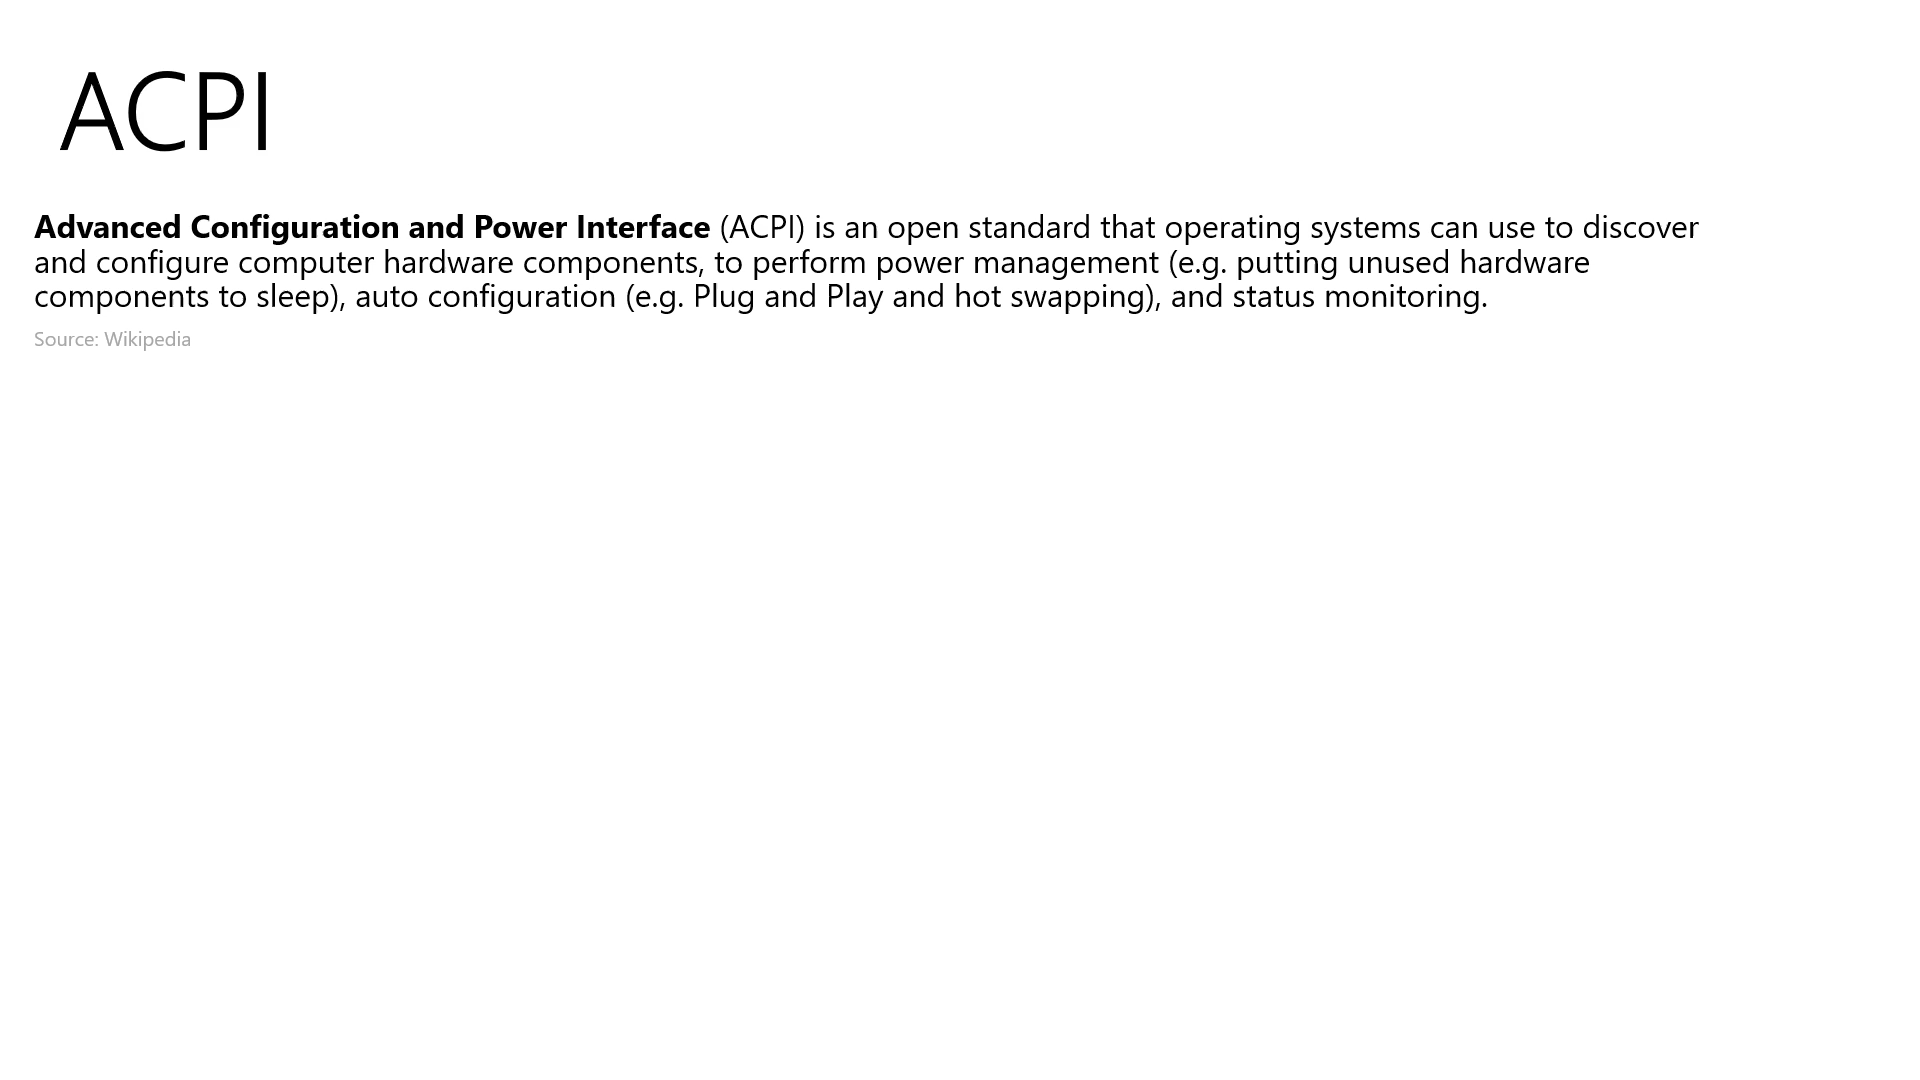 ACPI
Advanced Configuration and Power Interface (ACPI) is an open standard that operating systems can use to discover
and configure computer hardware components, to perform power management (e.g. putting unused hardware
components to sleep), auto configuration (e.g. Plug and Play and hot swapping), and status monitoring.
Source: Wikipedia